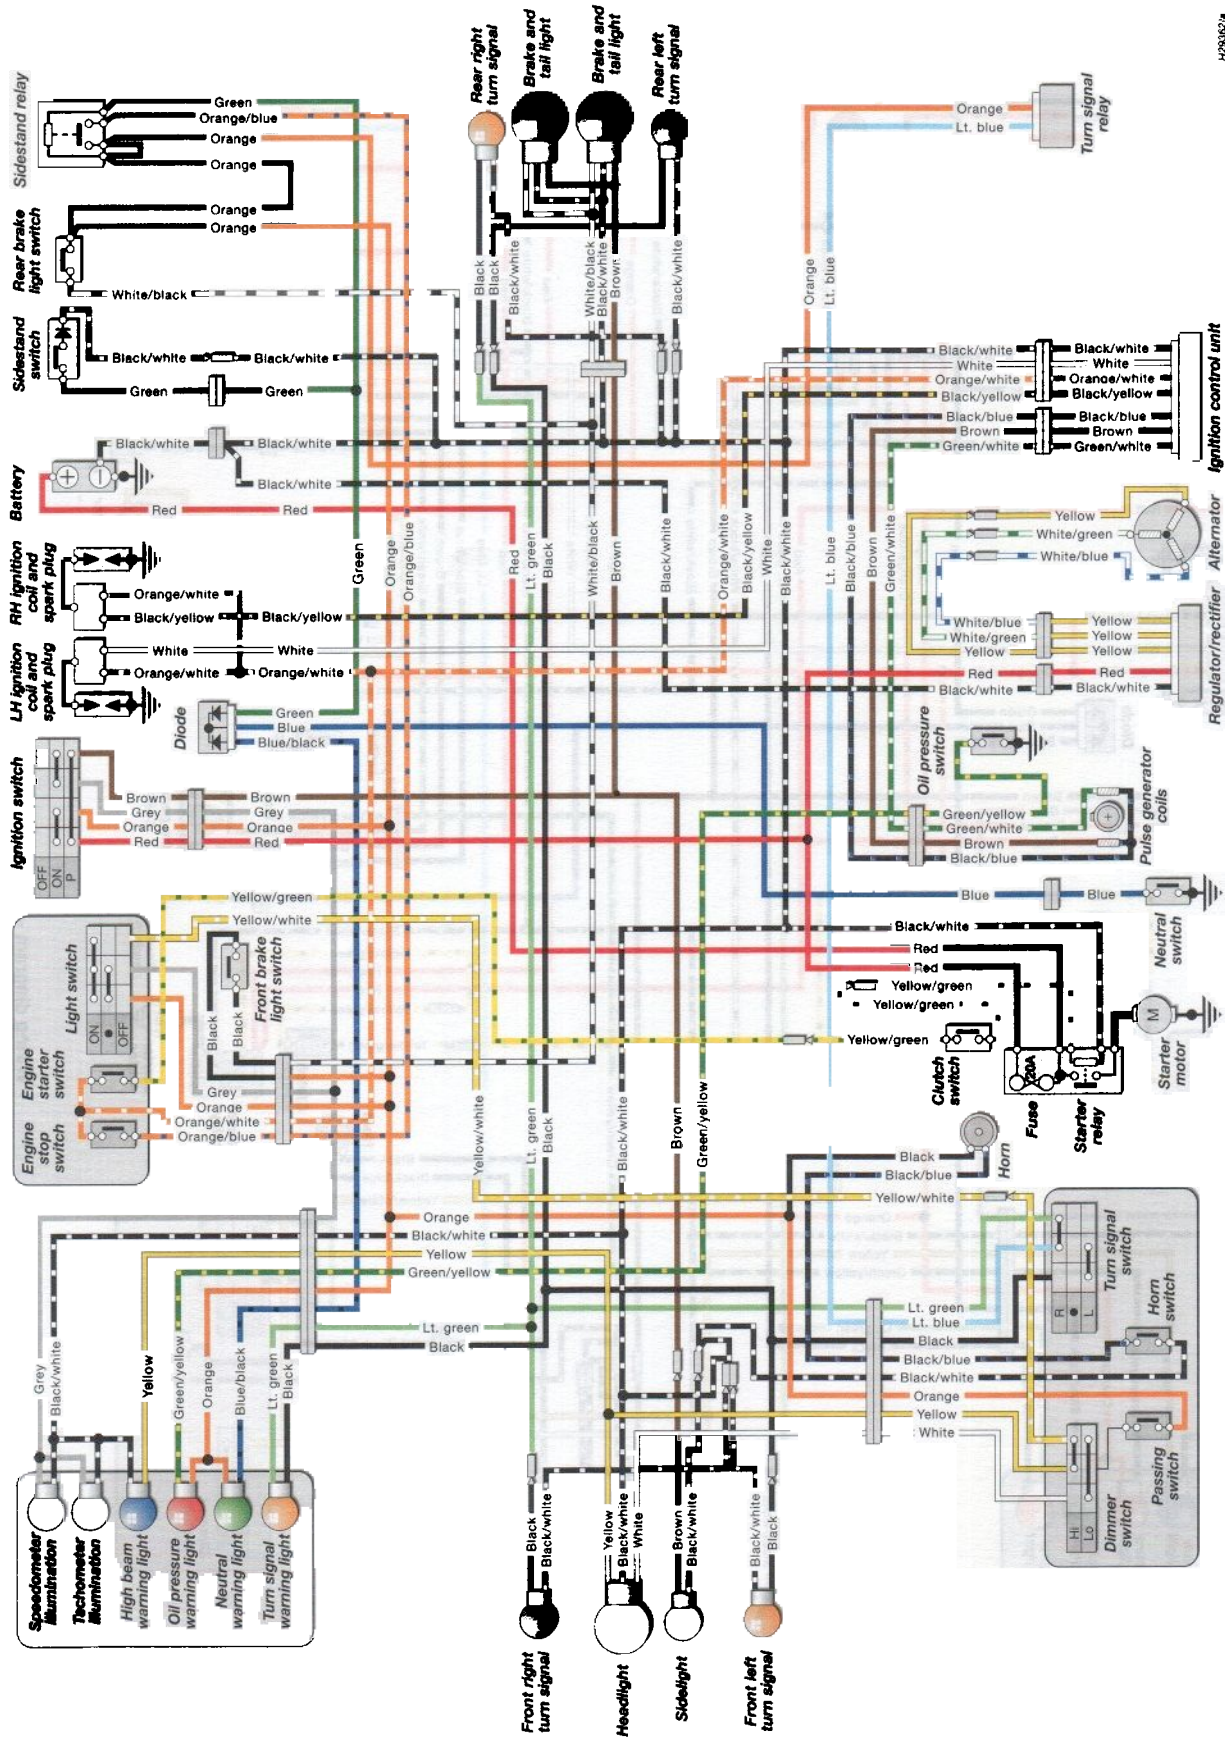 H29362/a
Sidestand relay
Green
Orange/blue
Orange
Orange
Rear brake
light switch
Orange
Orange
White/black
Sidestand
switch
Black/white
Black/white
Green
Green
Battery
Black/white
Black/white
Black/white
Red
Red
RH ignition
coil and
spark plug
Orange/white
Black/yellow
Black/yellow
LH ignition
coil and
spark plug
White
White
Orange/white
Orange/white
Diode
Green
Blue
Blue/black
Ignition switch
OFF
ON
P
Brown
Brown
Grey
Grey
Orange
Orange
Red
Red
Light switch
ON
OFF
Yellow/green
Yellow/white
Front brake
light switch
Black
Black
Engine
starter
switch
Engine
stop
switch
Grey
Orange
Orange/white
Orange/blue
Grey
Black/white
Yellow
Green/yellow
Orange
Blue/black
Lt. green
Black
Speedometer
illumination
Tachometer
illumination
High beam
warning light
Oil pressure
warning light
Neutral
warning light
Turn signal
warning light
Rear right
turn signal
Brake and
tail light
Brake and
tail light
Rear left
turn signal
Black
Black
Black/white
White/black
Black/white
Brown
Black/white
Green
Orange
Orange/blue
Red
Lt. green
Black
White/black
Brown
Black/white
Orange/white
Black/yellow
White
Black/white
Lt. blue
Black/blue
Brown
Green/white
Orange
Lt. blue
Orange
Lt. blue
Turn signal
relay
Black/white
Black/white
White
White
Orange/white
Orange/white
Black/yellow
Black/yellow
Black/blue
Black/blue
Brown
Brown
Green/white
Green/white
Ignition control unit
Yellow
White/green
White/blue
Alternator
White/blue
White/green
Yellow
Yellow
Yellow
Yellow
Red
Red
Black/white
Black/white
Regulator/rectifier
Oil pressure
switch
Green/yellow
Green/white
Brown
Black/blue
Pulse generator
coils
Blue
Blue
Neutral
switch
Black/white
Red
Red
Yellow/green
Yellow/green
Yellow/green
Clutch
switch
M
Starter
motor
20A
Fuse
Starter
relay
Yellow/white
Lt. green
Black
Black/white
Brown
Green/yellow
Horn
Black
Black/blue
Yellow/white
Orange
Black/white
Yellow
Green/yellow
Lt. green
Black
Lt. green
Lt. blue
Black
Black/blue
Black/white
Orange
Yellow
White
Turn signal
switch
R
L
Horn
switch
Passing
switch
Dimmer
switch
Hi
Lo
Black
Black/white
Yellow
Black/white
White
Brown
Black/white
Black/white
Black
Front right
turn signal
Headlight
Sidelight
Front left
turn signal